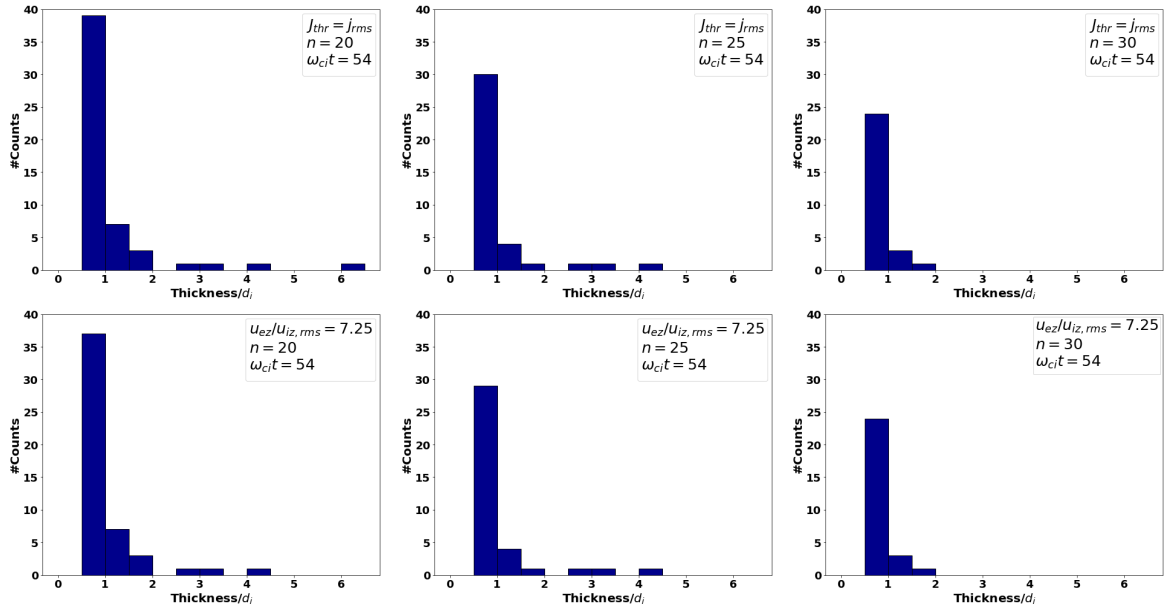 40
35
30
25
20
15
10
5
0
#Counts
J_thr = j_rms
n = 20
ω_ci t = 54
0 1 2 3 4 5 6
Thickness/d_i
40
35
30
25
20
15
10
5
0
#Counts
J_thr = j_rms
n = 25
ω_ci t = 54
0 1 2 3 4 5 6
Thickness/d_i
40
35
30
25
20
15
10
5
0
#Counts
J_thr = j_rms
n = 30
ω_ci t = 54
0 1 2 3 4 5 6
Thickness/d_i
40
35
30
25
20
15
10
5
0
#Counts
u_ez/u_iz,rms = 7.25
n = 20
ω_ci t = 54
0 1 2 3 4 5 6
Thickness/d_i
40
35
30
25
20
15
10
5
0
#Counts
u_ez/u_iz,rms = 7.25
n = 25
ω_ci t = 54
0 1 2 3 4 5 6
Thickness/d_i
40
35
30
25
20
15
10
5
0
#Counts
u_ez/u_iz,rms = 7.25
n = 30
ω_ci t = 54
0 1 2 3 4 5 6
Thickness/d_i